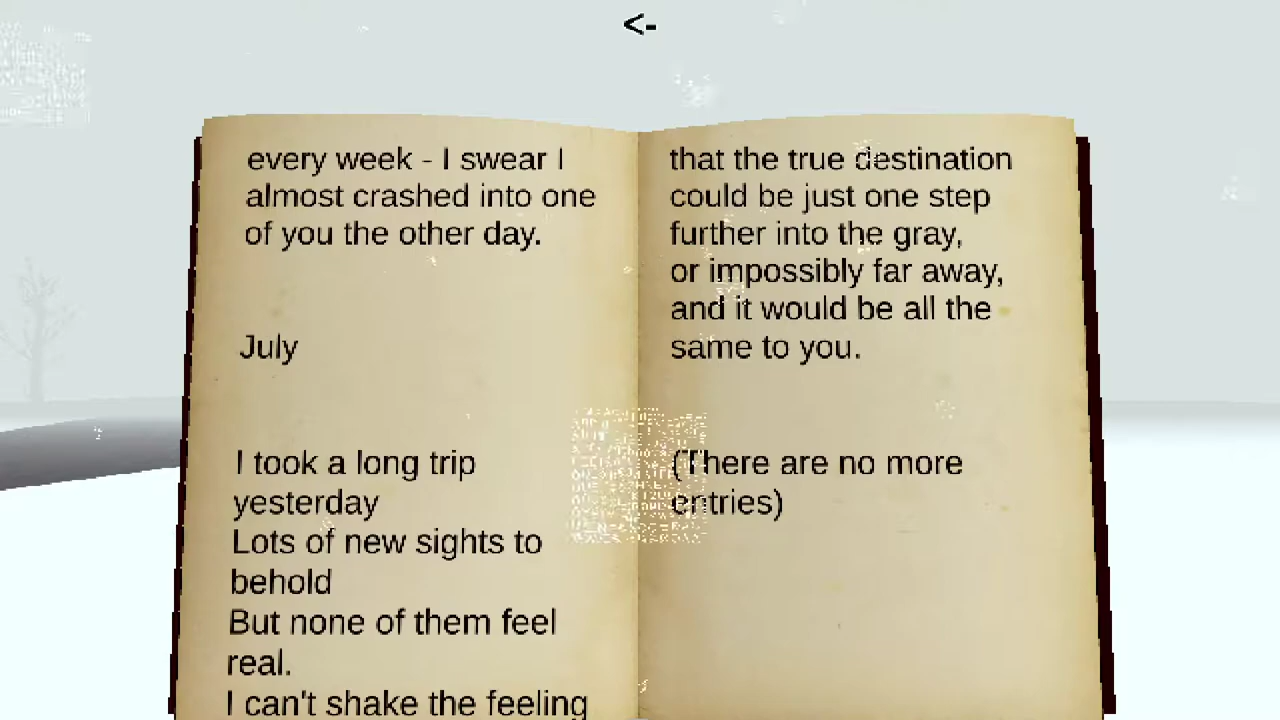 <-
every week - I swear I
almost crashed into one
of you the other day.
July
I took a long trip
yesterday
Lots of new sights to
behold
But none of them feel
real.
I can't shake the feeling
that the true destination
could be just one step
further into the gray,
or impossibly far away,
and it would be all the
same to you.
(There are no more
entries)